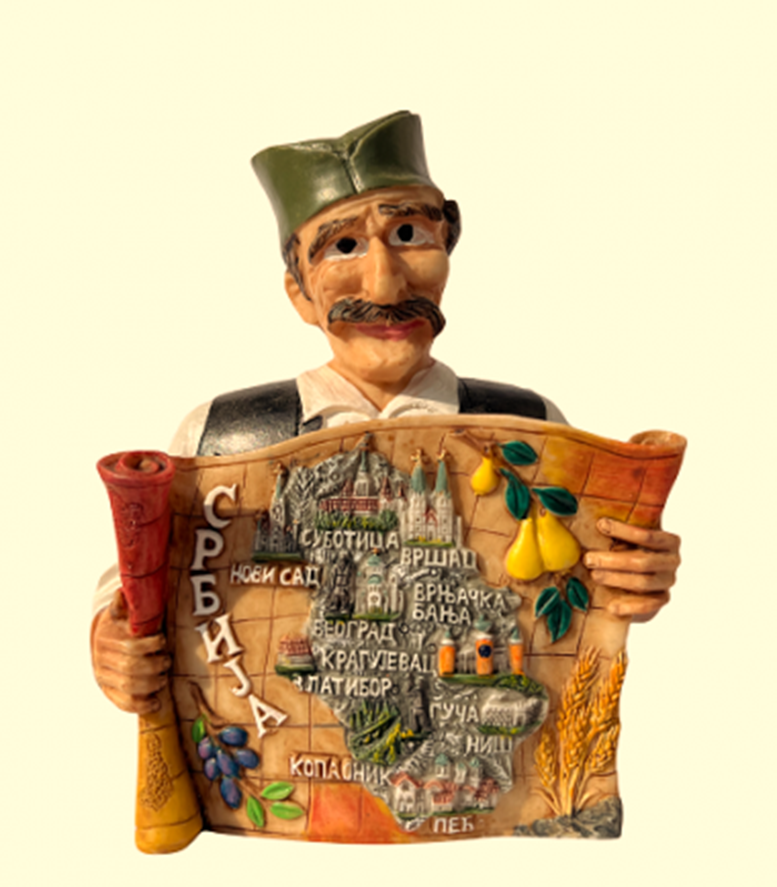 СРБИЈА
СУБОТИЦА
ВРШАЦ
НОВИ САД
ВРЊАЧКА
БАЊА
БЕОГРАД
КРАГУЈЕВАЦ
ЗЛАТИБОР
ГУЧА
НИШ
КОПАОНИК
ПЕЋ